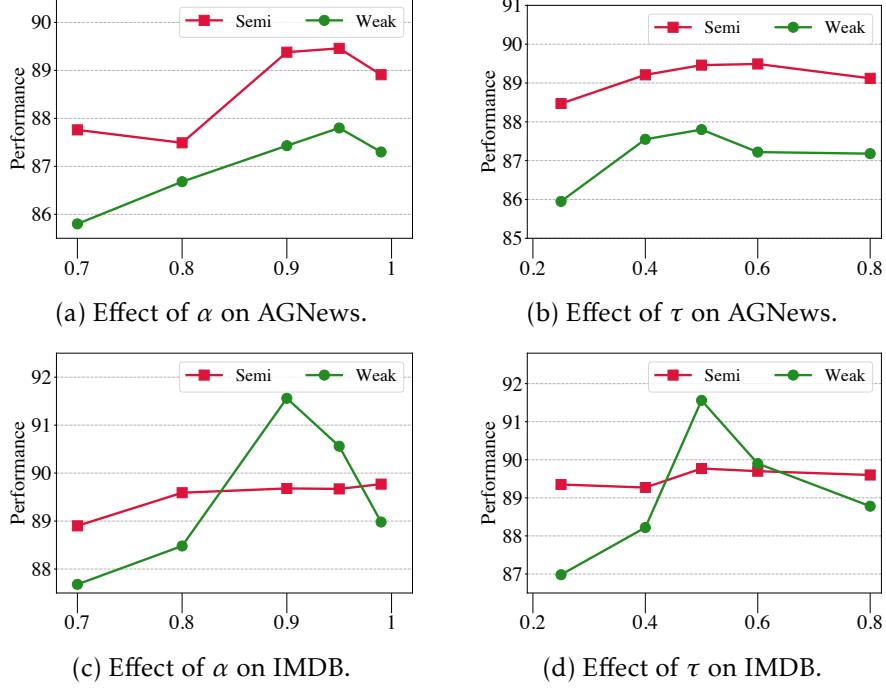 Semi Weak
90
89
88
87
86
Performance
0.7 0.8 0.9 1
(a) Effect of α on AGNews.
Semi Weak
91
90
89
88
87
86
85
Performance
0.2 0.4 0.6 0.8
(b) Effect of τ on AGNews.
Semi Weak
92
91
90
89
88
Performance
0.7 0.8 0.9 1
(c) Effect of α on IMDB.
Semi Weak
92
91
90
89
88
87
Performance
0.2 0.4 0.6 0.8
(d) Effect of τ on IMDB.